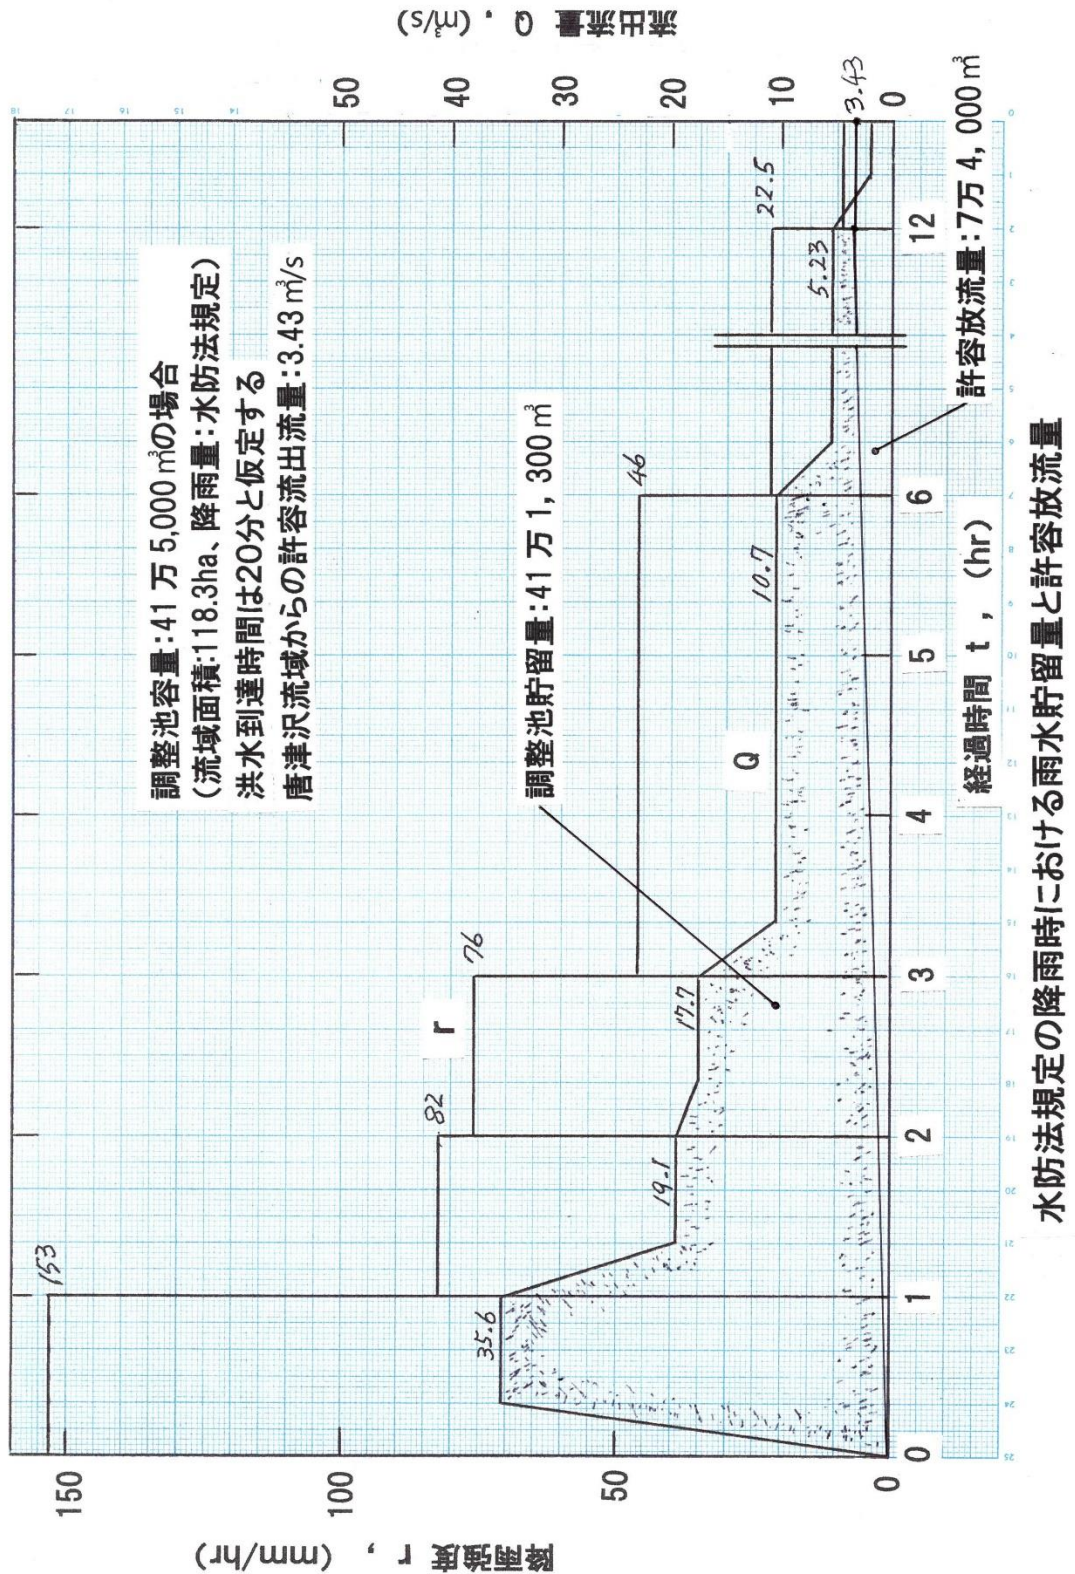 調整池容量:41万5,000㎥の場合
(流域面積:118.3ha、降雨量:水防法規定)
洪水到達時間は20分と仮定する
唐津沢流域からの許容流出流量:3.43㎥/s
降雨強度 r , (mm/hr)
150
100
50
0
流出流量 Q , (㎥/s)
50
40
30
20
10
0
3.43
153
82
76
46
22.5
r
Q
35.6
19.1
17.7
10.7
5.23
調整池貯留量:41万1,300㎥
許容放流量:7万4,000㎥
0
1
2
3
4
5
6
12
経過時間 t , (hr)
水防法規定の降雨時における雨水貯留量と許容放流量